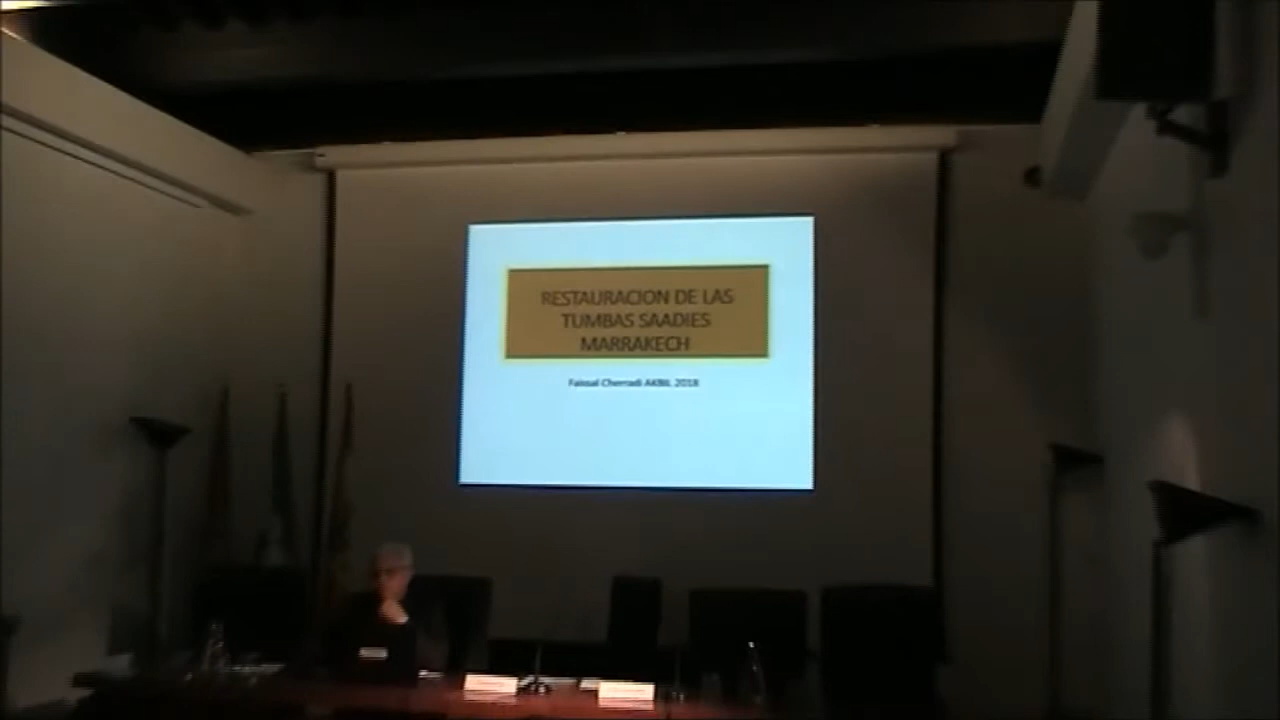 RESTAURACION DE LAS
TUMBAS SAADIES
MARRAKECH
Faissal Cherradi AKBIL 2018